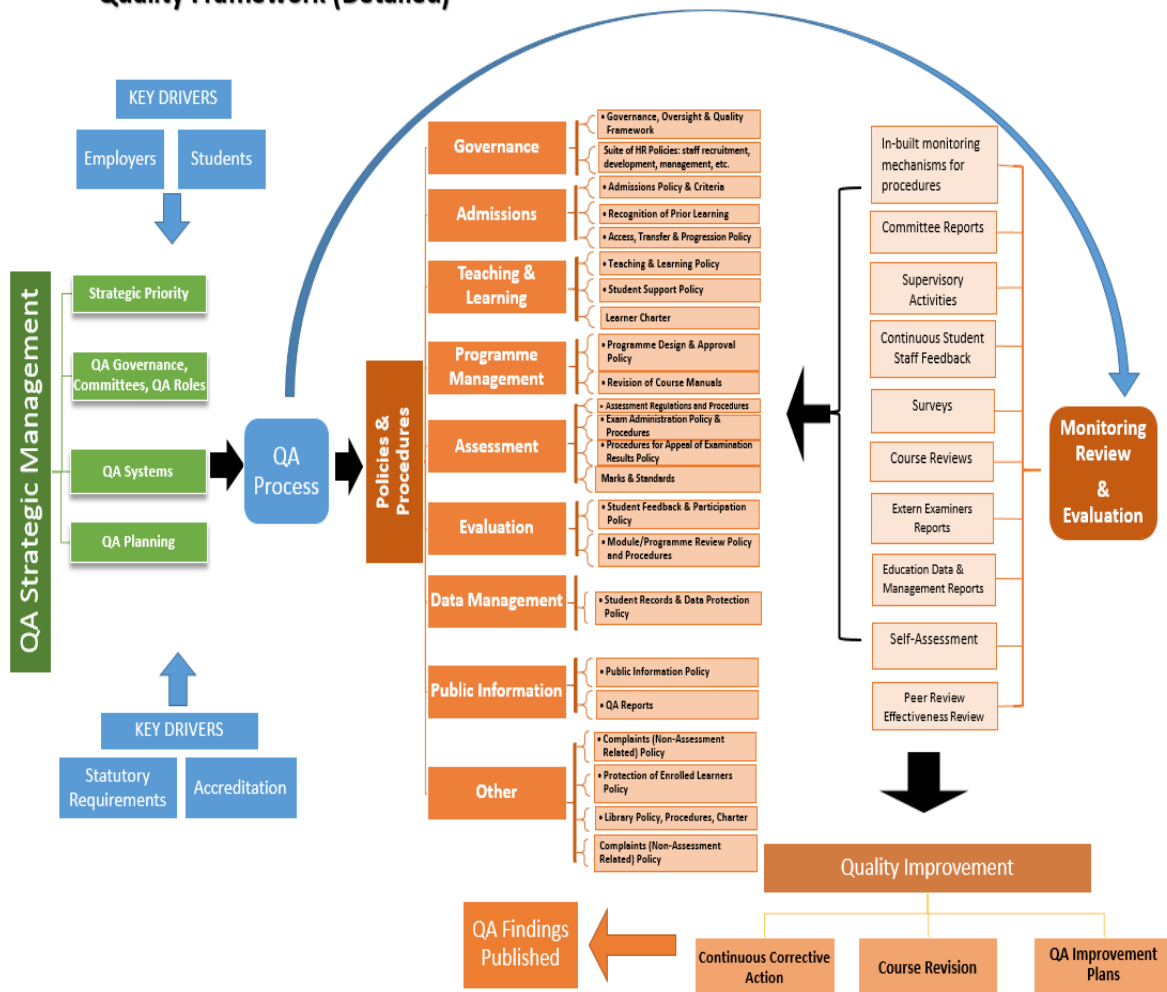 Quality Framework (Detailed)
KEY DRIVERS
Employers
Students
QA Strategic Management
Strategic Priority
QA Governance,
Committees, QA Roles
QA Systems
QA Planning
KEY DRIVERS
Statutory
Requirements
Accreditation
QA
Process
Policies &
Procedures
Governance
• Governance, Oversight & Quality
Framework
Suite of HR Policies: staff recruitment,
development, management, etc.
Admissions
• Admissions Policy & Criteria
• Recognition of Prior Learning
• Access, Transfer & Progression Policy
Teaching &
Learning
• Teaching & Learning Policy
• Student Support Policy
Learner Charter
Programme
Management
• Programme Design & Approval
Policy
• Revision of Course Manuals
Assessment
• Assessment Regulations and Procedures
• Exam Administration Policy &
Procedures
• Procedures for Appeal of Examination
Results Policy
Marks & Standards
Evaluation
• Student Feedback & Participation
Policy
• Module/Programme Review Policy
and Procedures
Data Management
• Student Records & Data Protection
Policy
Public Information
• Public Information Policy
• QA Reports
Other
• Complaints (Non-Assessment
Related) Policy
• Protection of Enrolled Learners
Policy
• Library Policy, Procedures, Charter
Complaints (Non-Assessment
Related) Policy
In-built monitoring
mechanisms for
procedures
Committee Reports
Supervisory
Activities
Continuous Student
Staff Feedback
Surveys
Course Reviews
Extern Examiners
Reports
Education Data &
Management Reports
Self-Assessment
Peer Review
Effectiveness Review
Monitoring
Review
&
Evaluation
Quality Improvement
Continuous Corrective
Action
Course Revision
QA Improvement
Plans
QA Findings
Published